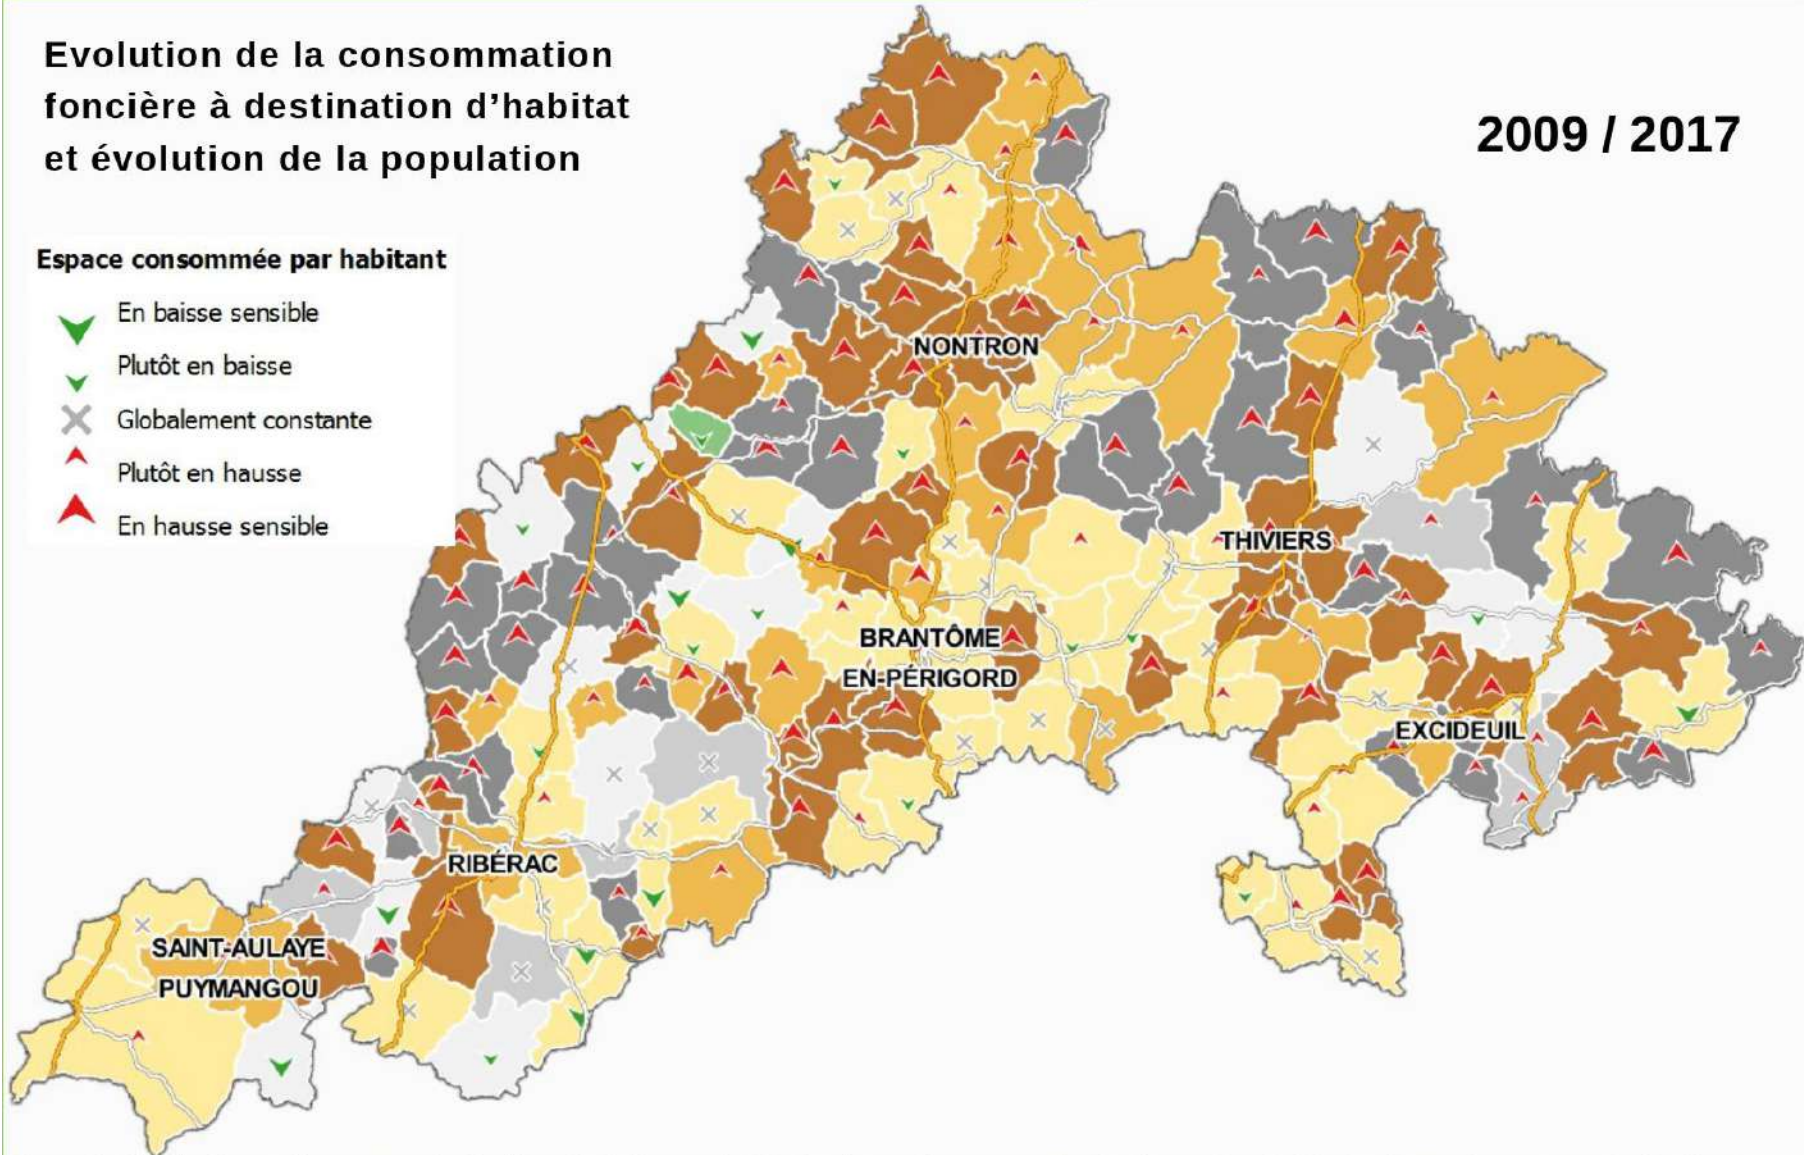 Evolution de la consommation
foncière à destination d'habitat
et évolution de la population
2009 / 2017
Espace consommée par habitant
En baisse sensible
Plutôt en baisse
Globalement constante
Plutôt en hausse
En hausse sensible
NONTRON
THIVIERS
BRANTÔME
EN-PÉRIGORD
EXCIDEUIL
RIBÉRAC
SAINT-AULAYE
PUYMANGOU